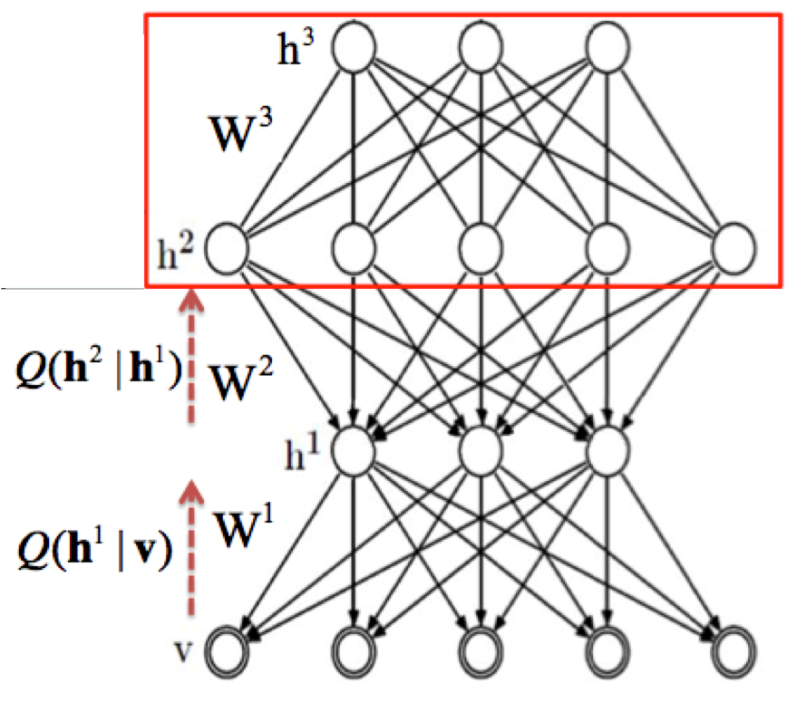 h³
W³
h²
Q(h² | h¹) W²
h¹
Q(h¹ | v) W¹
v